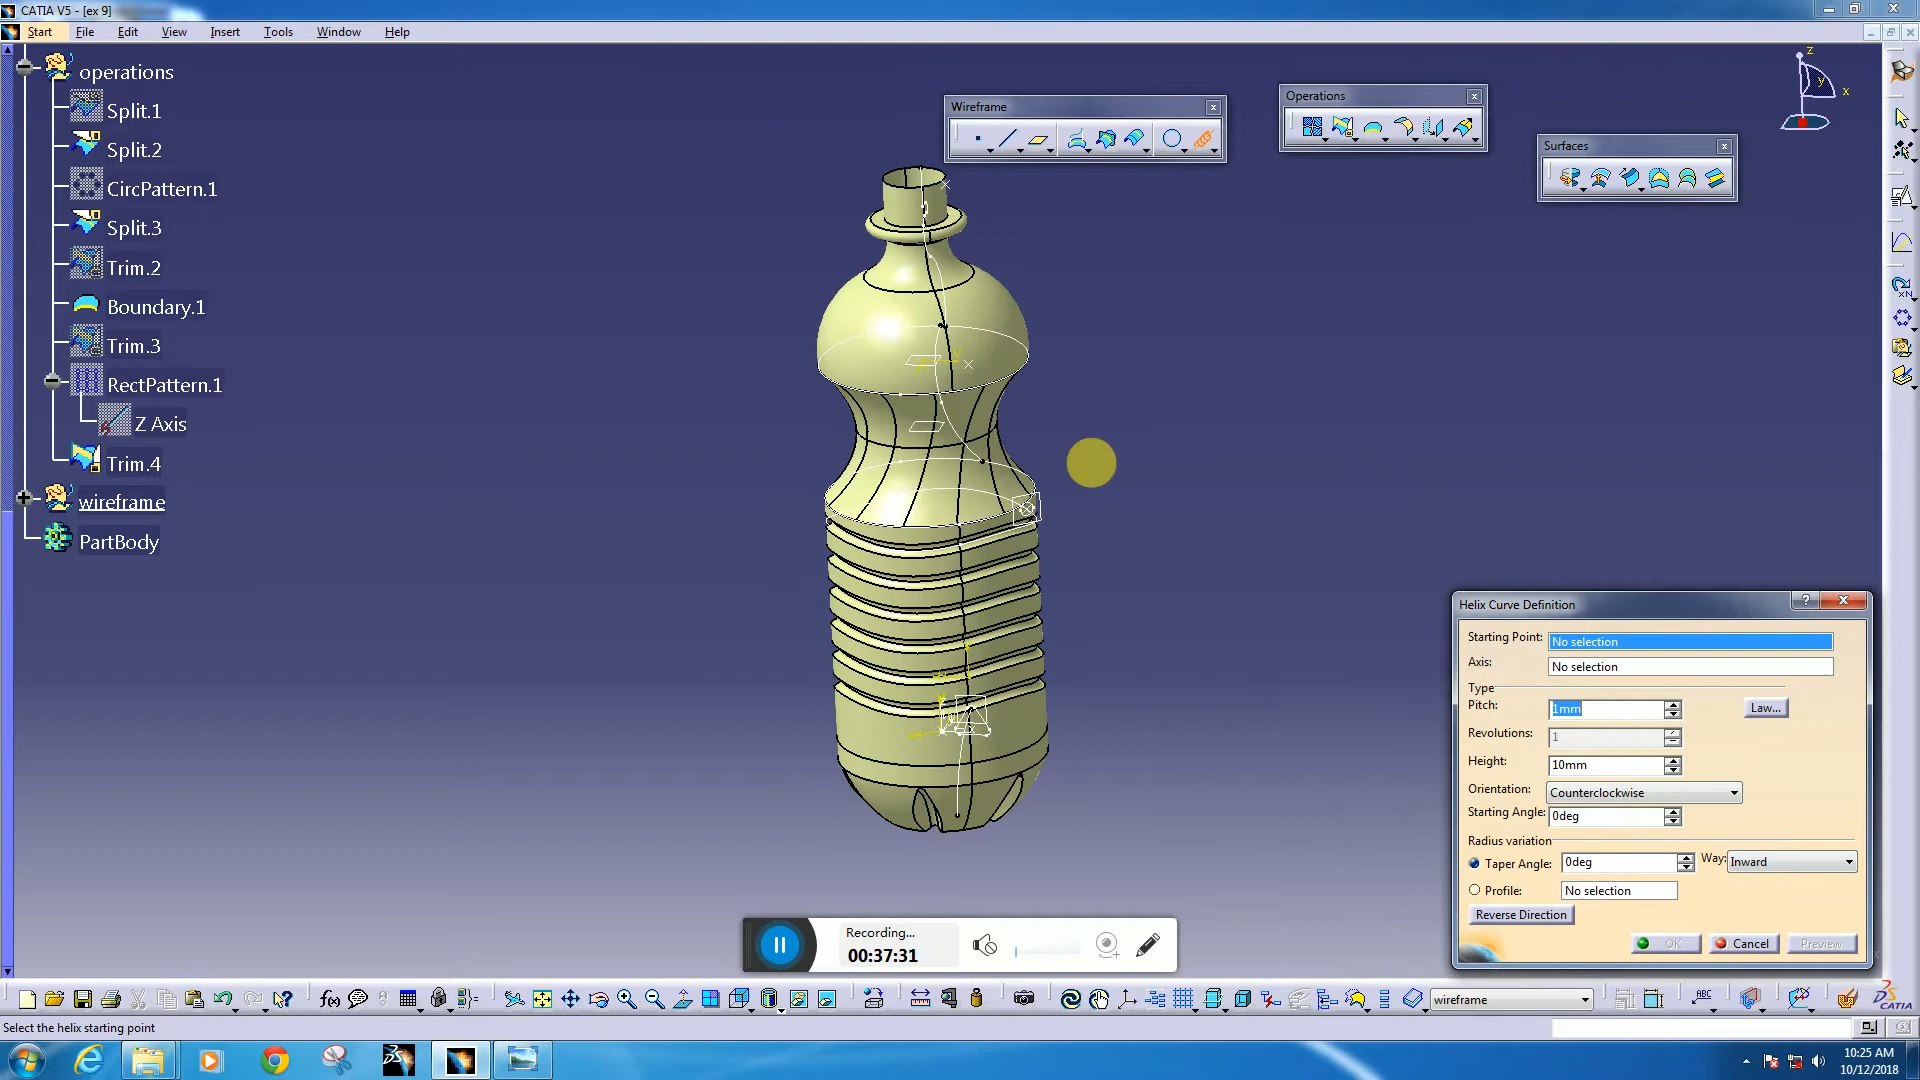 CATIA V5 - [ex 9]
Start File Edit View Insert Tools Window Help
operations
Split.1
Split.2
CircPattern.1
Split.3
Trim.2
Boundary.1
Trim.3
RectPattern.1
Z Axis
Trim.4
wireframe
PartBody
Wireframe
Operations
Surfaces
z
y
x
Helix Curve Definition
Starting Point: No selection
Axis: No selection
Type
Pitch: 1mm Law...
Revolutions: 1
Height: 10mm
Orientation: Counterclockwise
Starting Angle: 0deg
Radius variation
Taper Angle: 0deg Way: Inward
Profile: No selection
Reverse Direction
OK Cancel Preview
Recording...
00:37:31
wireframe
CATIA
Select the helix starting point
10:25 AM
10/12/2018